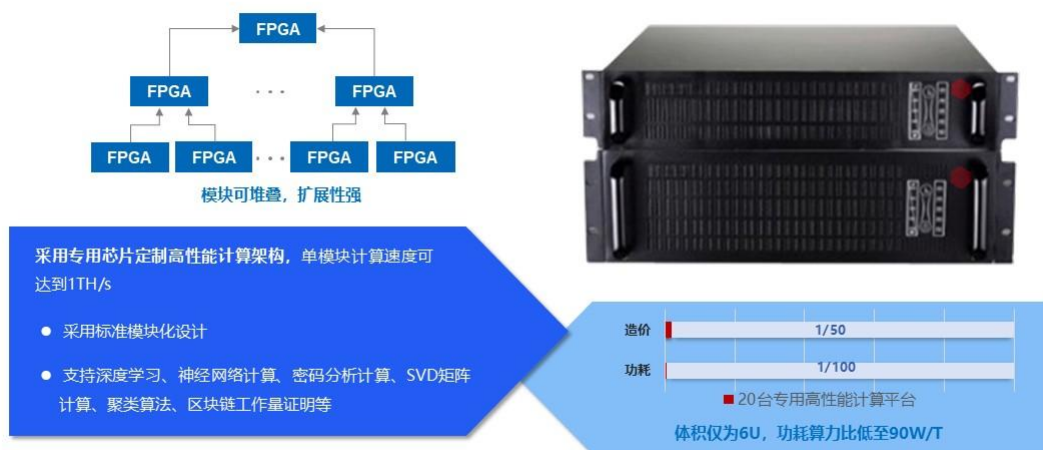 FPGA
FPGA
· · ·
FPGA
FPGA
FPGA
· · ·
FPGA
FPGA
模块可堆叠，扩展性强
采用专用芯片定制高性能计算架构，单模块计算速度可
达到1TH/s
● 采用标准模块化设计
● 支持深度学习、神经网络计算、密码分析计算、SVD矩阵
计算、聚类算法、区块链工作量证明等
造价 1/50
功耗 1/100
20台专用高性能计算平台
体积仅为6U，功耗算力比低至90W/T